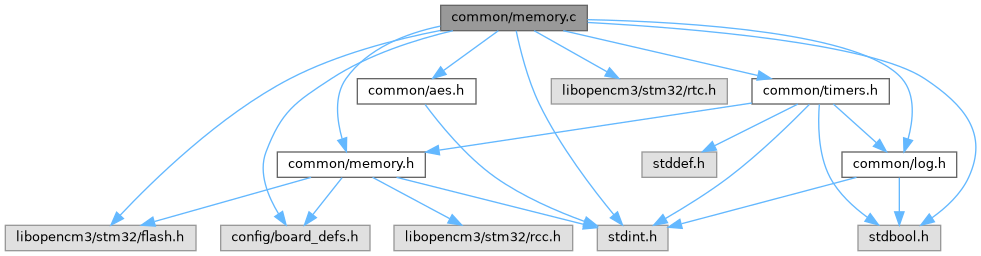 common/memory.c
common/aes.h
libopencm3/stm32/rtc.h
common/timers.h
common/memory.h
stddef.h
common/log.h
libopencm3/stm32/flash.h
config/board_defs.h
libopencm3/stm32/rcc.h
stdint.h
stdbool.h